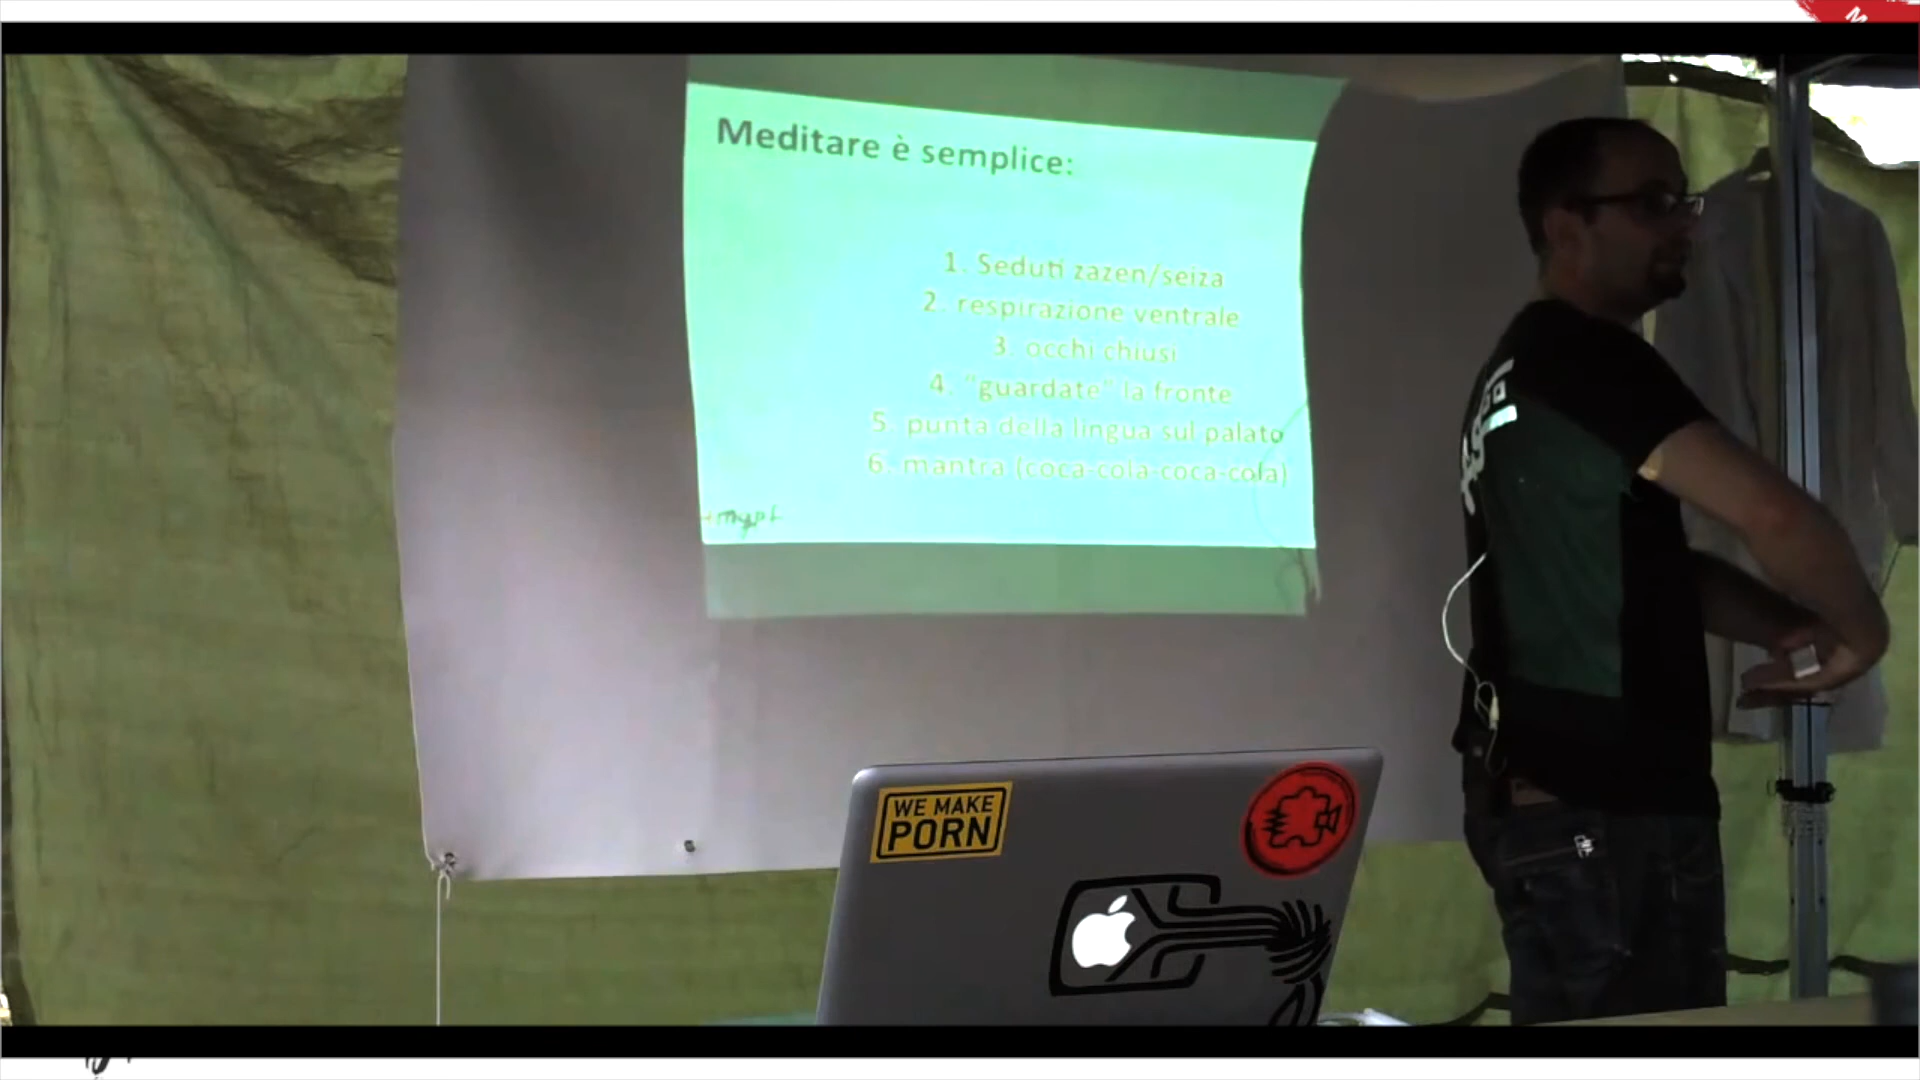 Meditare è semplice:
1. Seduti zazen/seiza
2. respirazione ventrale
3. occhi chiusi
4. "guardate" la fronte
5. punta della lingua sul palato
6. mantra (coca-cola-coca-cola)
WE MAKE
PORN